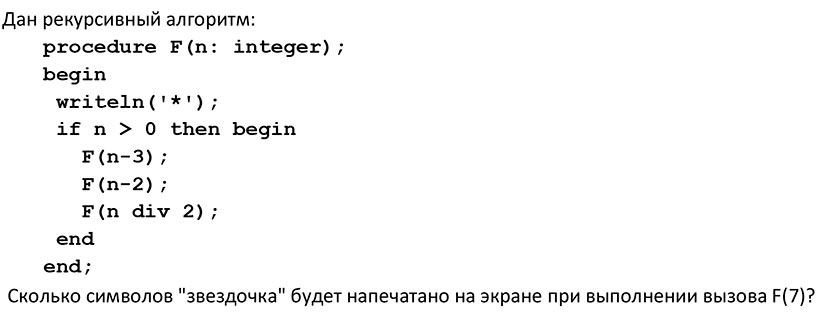 Дан рекурсивный алгоритм:
procedure F(n: integer);
begin
writeln('*');
if n > 0 then begin
F(n-3);
F(n-2);
F(n div 2);
end
end;
Сколько символов "звездочка" будет напечатано на экране при выполнении вызова F(7)?